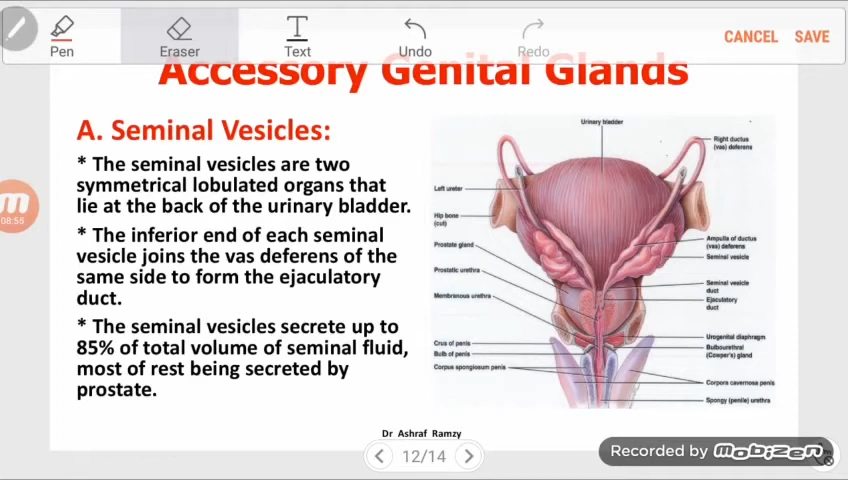 Pen
Eraser
Text
Undo
Redo
CANCEL
SAVE
Accessory Genital Glands
A. Seminal Vesicles:
* The seminal vesicles are two
symmetrical lobulated organs that
lie at the back of the urinary bladder.
* The inferior end of each seminal
vesicle joins the vas deferens of the
same side to form the ejaculatory
duct.
* The seminal vesicles secrete up to
85% of total volume of seminal fluid,
most of rest being secreted by
prostate.
08:56
Urinary bladder
Left ureter
Hip bone
(cut)
Prostate gland
Prostatic urethra
Membranous urethra
Crus of penis
Bulb of penis
Corpus spongiosum penis
Right ductus
(vas) deferens
Ampulla of ductus
(vas) deferens
Seminal vesicle
Seminal vesicle
duct
Ejaculatory
duct
Urogenital diaphragm
Bulbourethral
(Cowper's) gland
Corpora cavernosa penis
Spongy (penile) urethra
Dr Ashraf Ramzy
12/14
Recorded by mobizen